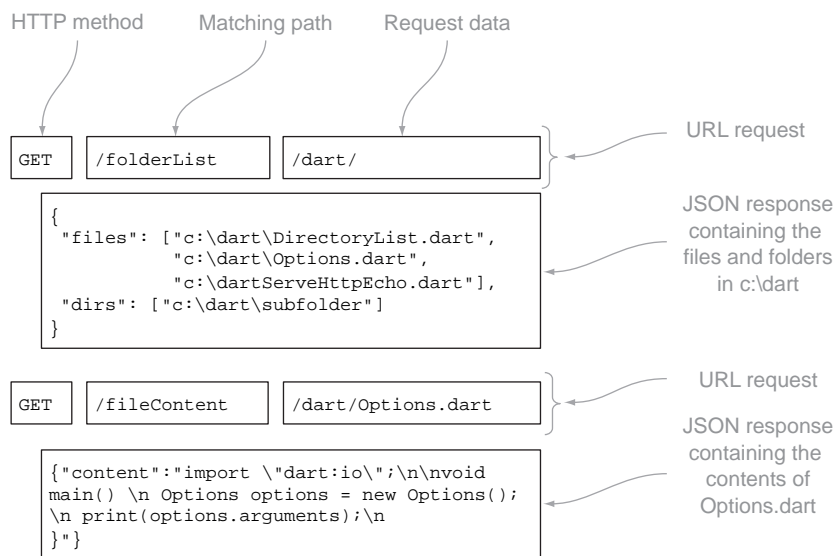 HTTP method Matching path Request data
URL request
GET /folderList /dart/
{
"files": ["c:\dart\DirectoryList.dart",
"c:\dart\Options.dart",
"c:\dartServeHttpEcho.dart"],
"dirs": ["c:\dart\subfolder"]
}
JSON response
containing the
files and folders
in c:\dart
URL request
GET /fileContent /dart/Options.dart
{"content":"import \"dart:io\";\n\nvoid
main() \n Options options = new Options();
\n print(options.arguments);\n
}"}
JSON response
containing the
contents of
Options.dart